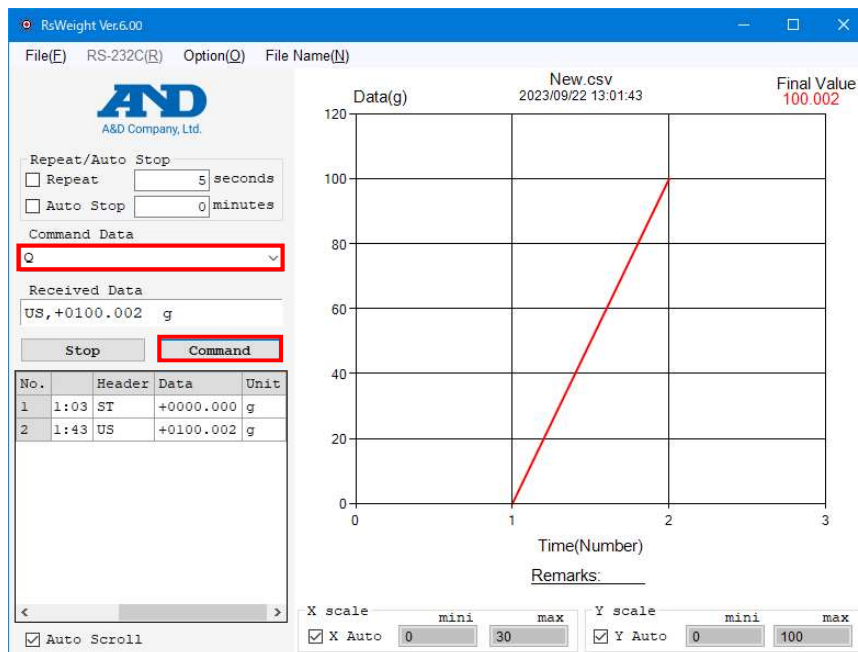 RsWeight Ver.6.00
File(F) RS-232C(R) Option(O) File Name(N)
AND
A&D Company, Ltd.
Repeat/Auto Stop
Repeat 5 seconds
Auto Stop 0 minutes
Command Data
Q
Received Data
US,+0100.002 g
Stop Command
No. Header Data Unit
1 1:03 ST +0000.000 g
2 1:43 US +0100.002 g
Auto Scroll
New.csv
2023/09/22 13:01:43
Data(g)
Final Value
100.002
120
100
80
60
40
20
0
0 1 2 3
Time(Number)
Remarks:
X scale mini max
X Auto 0 30
Y scale mini max
Y Auto 0 100